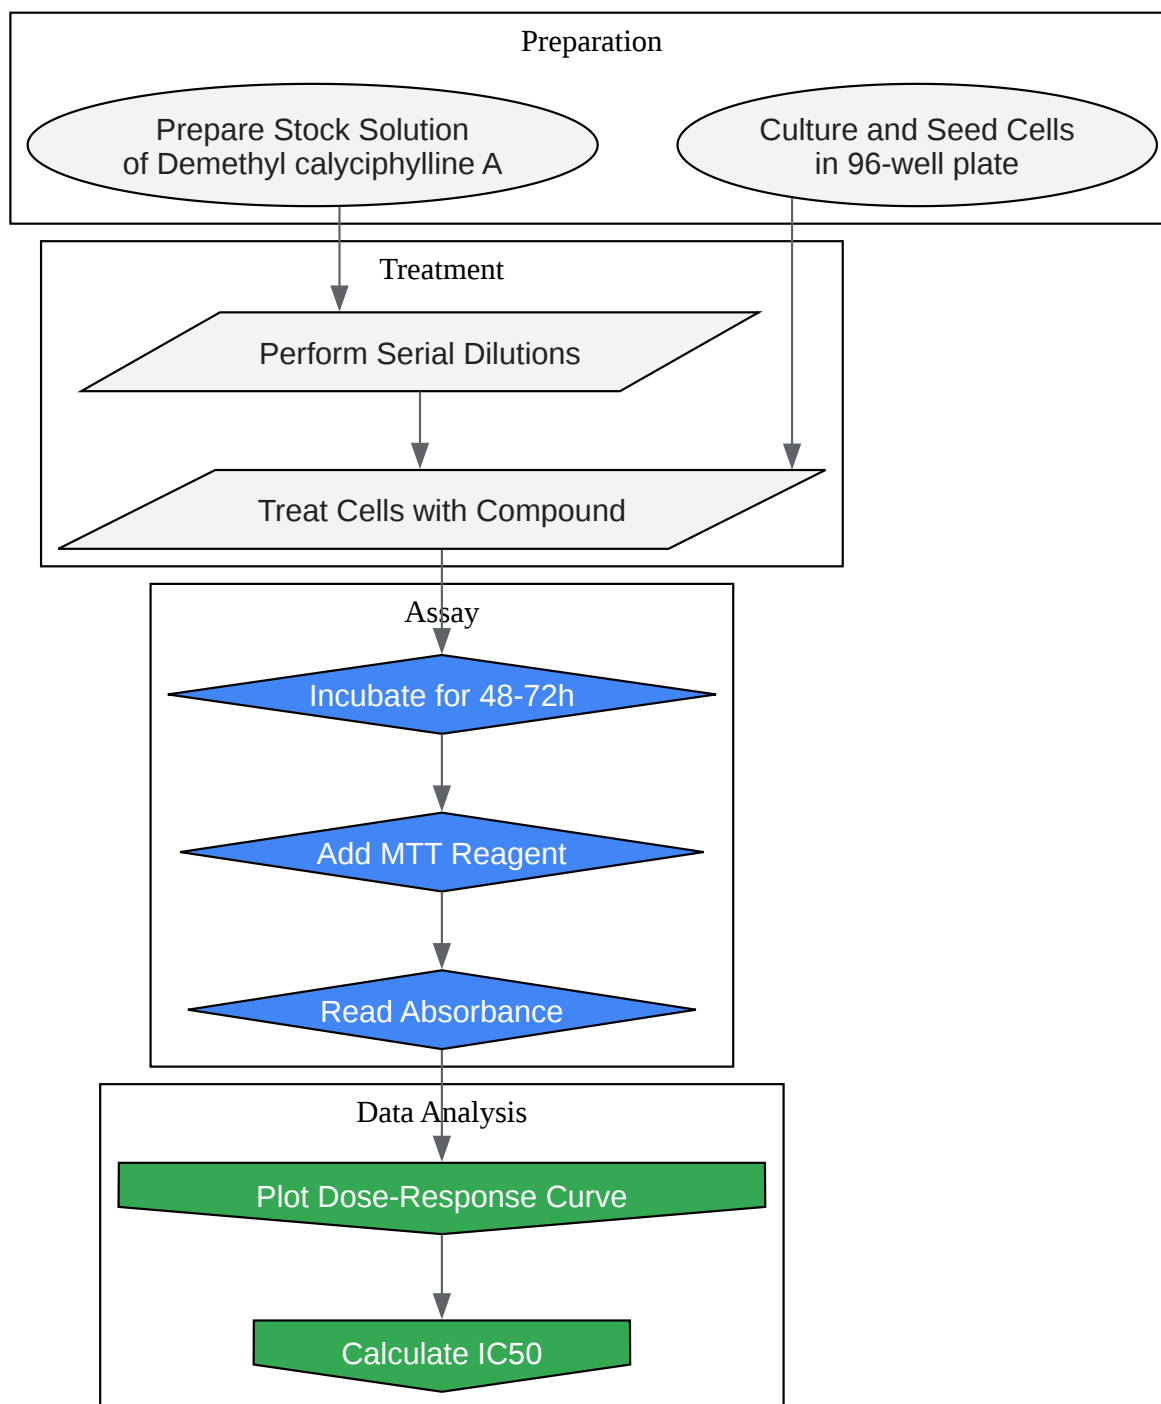 Preparation
Prepare Stock Solution
of Demethyl calyciphylline A
Culture and Seed Cells
in 96-well plate
Treatment
Perform Serial Dilutions
Treat Cells with Compound
Assay
Incubate for 48-72h
Add MTT Reagent
Read Absorbance
Data Analysis
Plot Dose-Response Curve
Calculate IC50